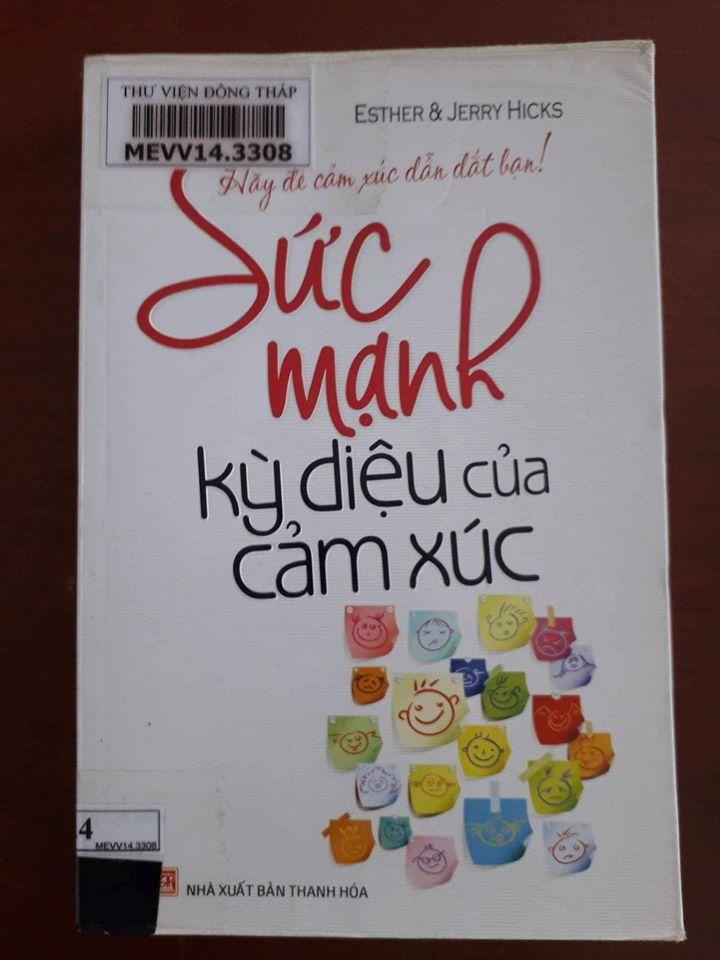 THƯ VIỆN ĐỒNG THÁP
MEVV14.3308
ESTHER & JERRY HICKS
Hãy để cảm xúc dẫn dắt bạn!
Sức
mạnh
kỳ diệu của
cảm xúc
4
MEVV14.3308
NHÀ XUẤT BẢN THANH HÓA